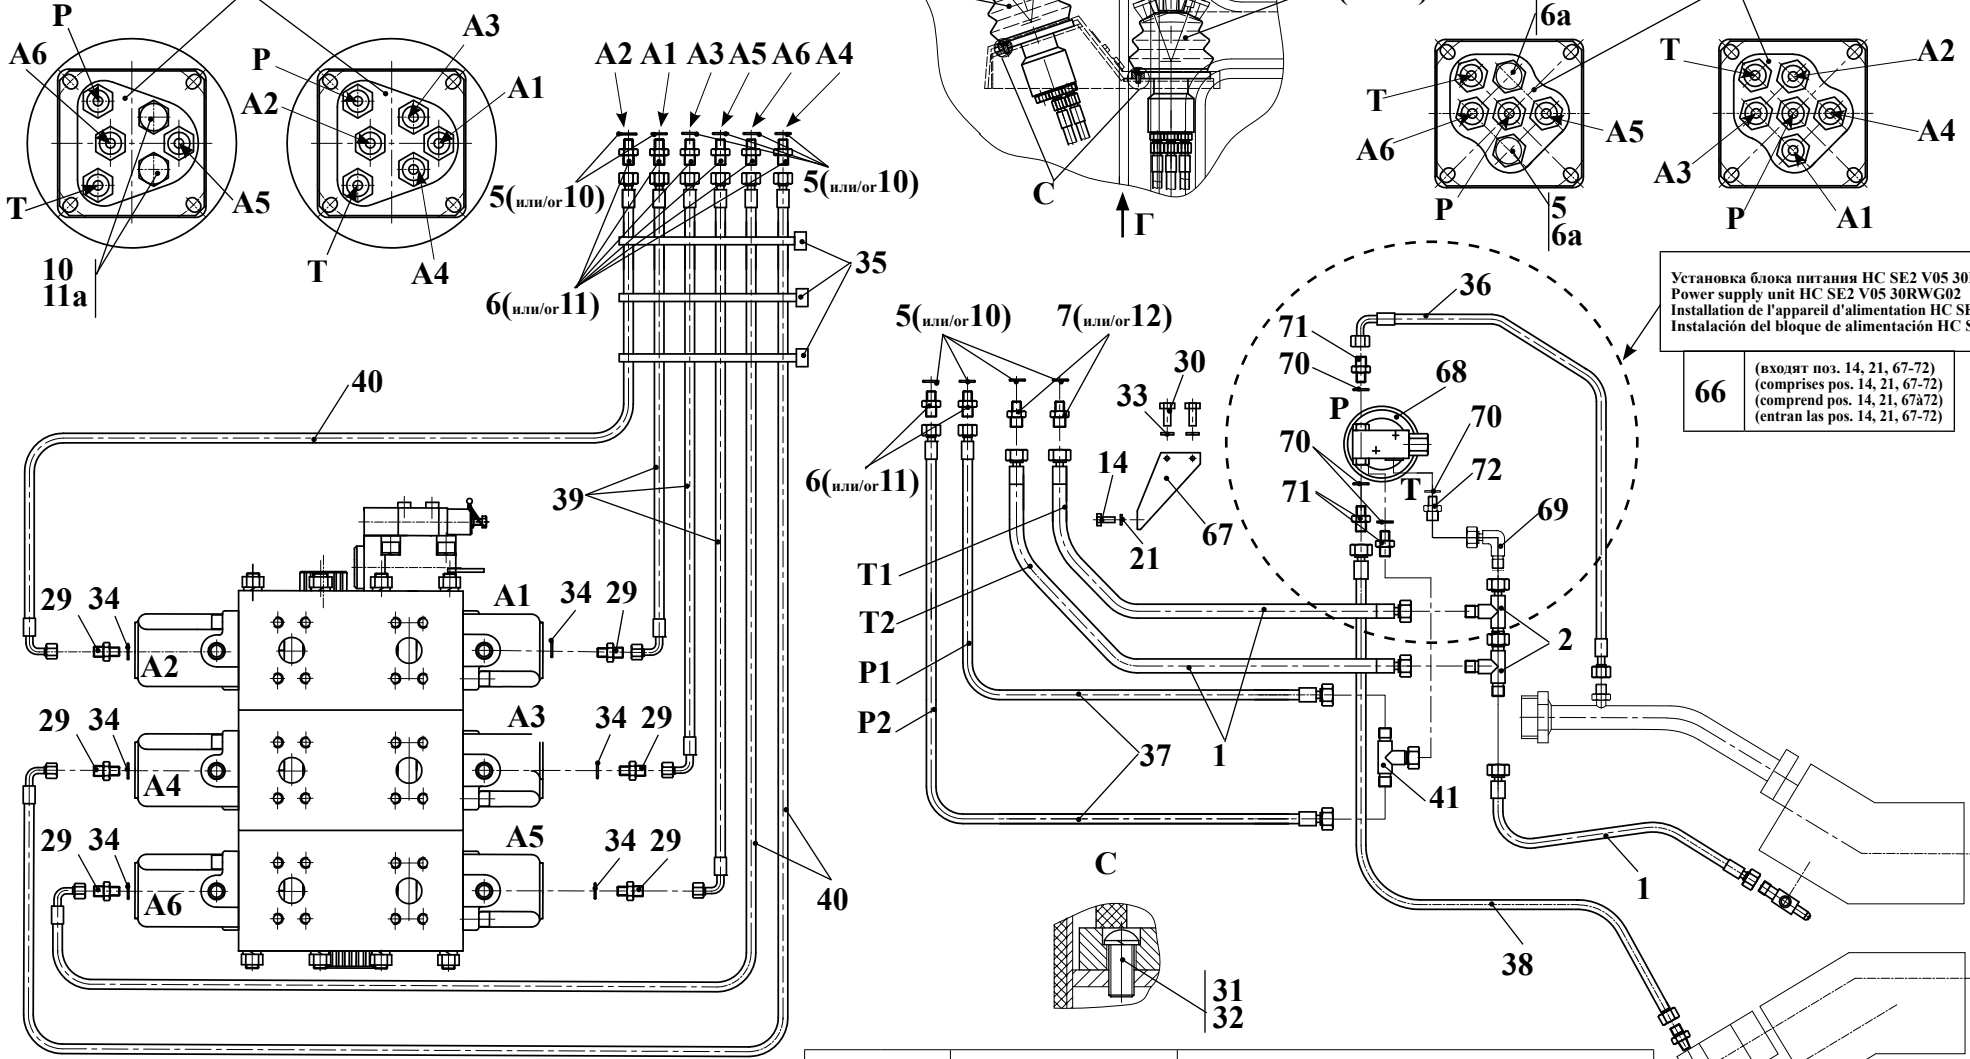 P
A6
T
A5
10
11a
P
A3
A2
A1
T
A4
A2 A1 A3 A5 A6 A4
5(или/or10)
5(или/or10)
6(или/or11)
35
40
39
40
A1
29 34
34 29
A2
A3
29 34
34 29
A4
A5
29 34
34 29
A6
C
Г
6a
T
A6
A5
P
5
6a
T
A2
A3
A4
P
A1
Установка блока питания HC SE2 V05 30
Power supply unit HC SE2 V05 30RWG02
Installation de l'appareil d'alimentation HC SE
Instalación del bloque de alimentación HC S
66
(входят поз. 14, 21, 67-72)
(comprises pos. 14, 21, 67-72)
(comprend pos. 14, 21, 67à72)
(entran las pos. 14, 21, 67-72)
36
71
70
P
68
70
72
70
71
T
69
5(или/or10)
7(или/or12)
30
33
14
6(или/or11)
21
67
T1
T2
P1
P2
2
37
1
41
1
38
C
31
32